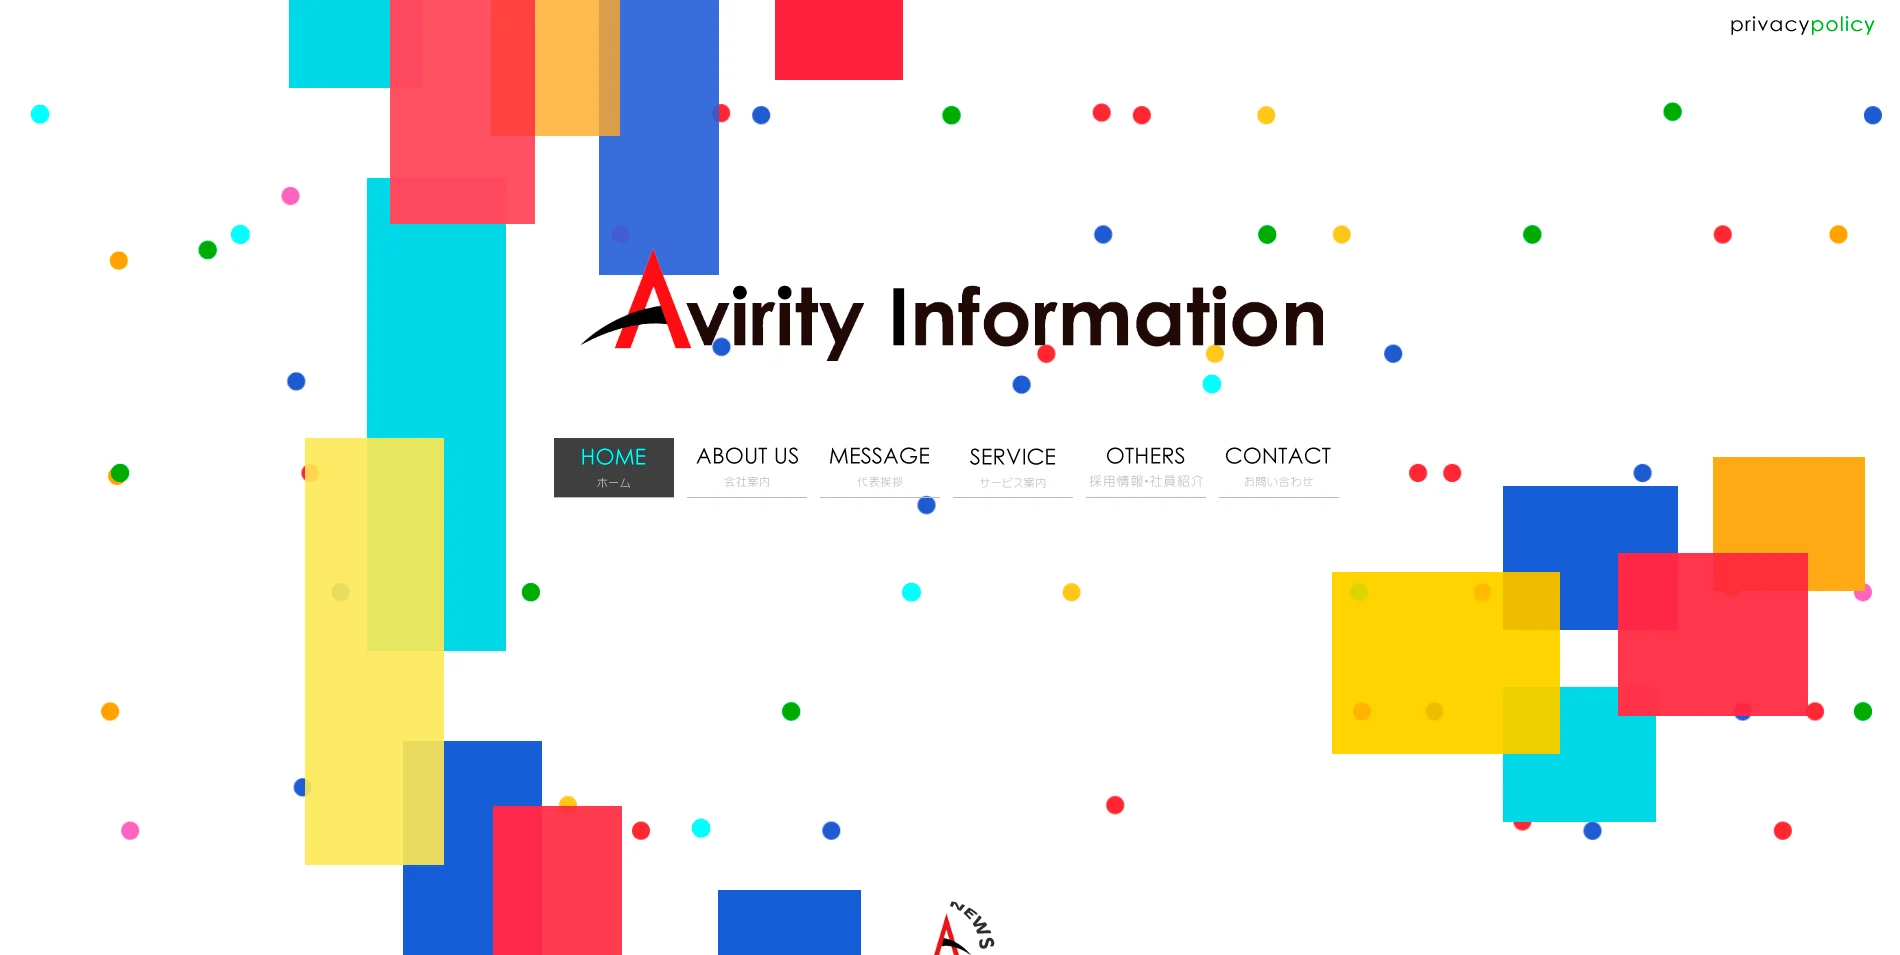 privacypolicy
Avirity Information
HOME
ホーム
ABOUT US
会社案内
MESSAGE
代表挨拶
SERVICE
サービス案内
OTHERS
採用情報・社員紹介
CONTACT
お問い合わせ
NEWS